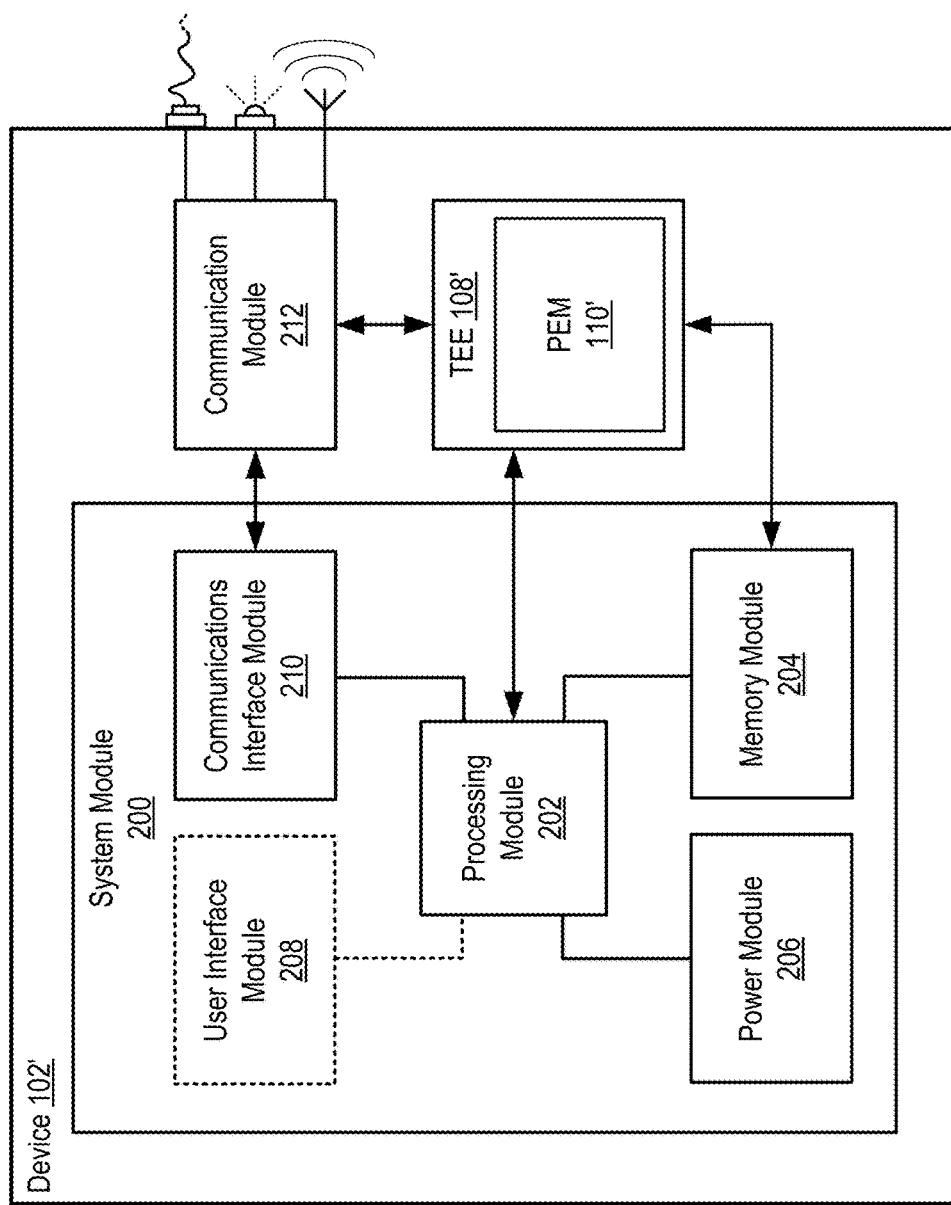 Device 102'
System Module
200
User Interface
Module
208
Communications
Interface Module
210
Communication
Module
212
Processing
Module
202
TEE 108'
PEM
110'
Power Module
206
Memory Module
204